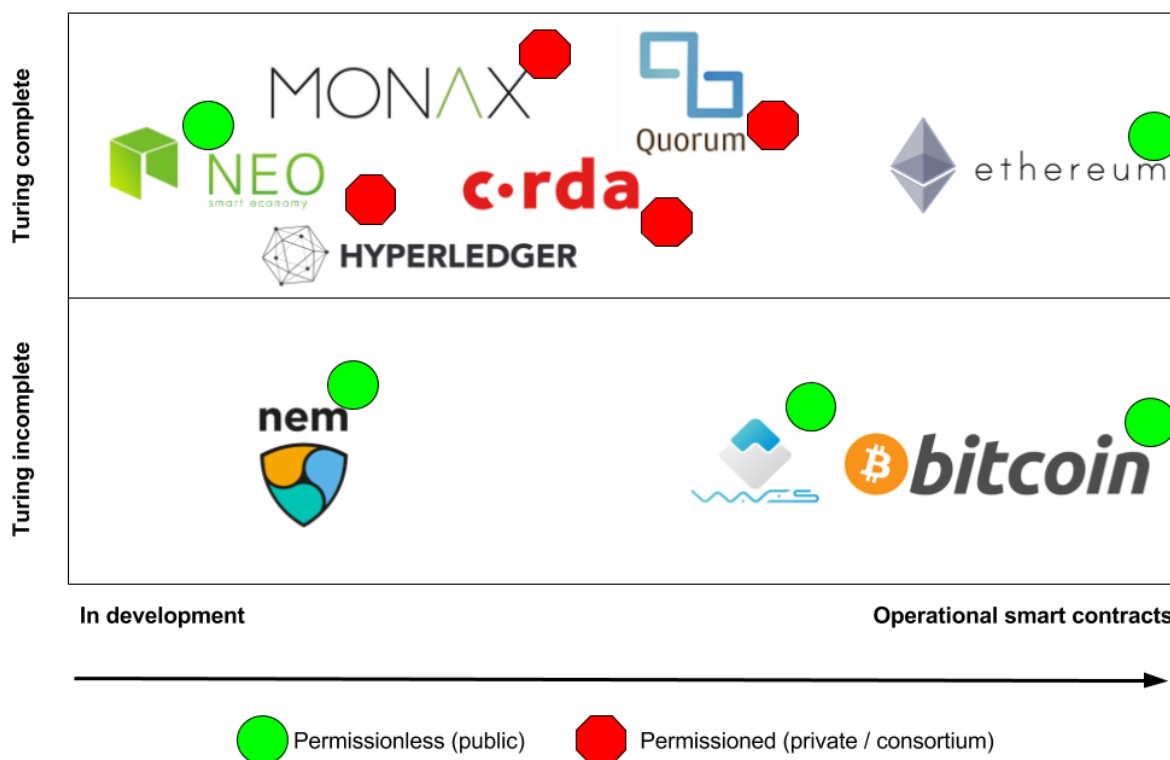 Turing complete
MONAX
Quorum
NEO
smart economy
c·rda
ethereum
HYPERLEDGER
Turing incomplete
nem
WAVES
bitcoin
In development
Operational smart contracts
Permissionless (public)
Permissioned (private / consortium)